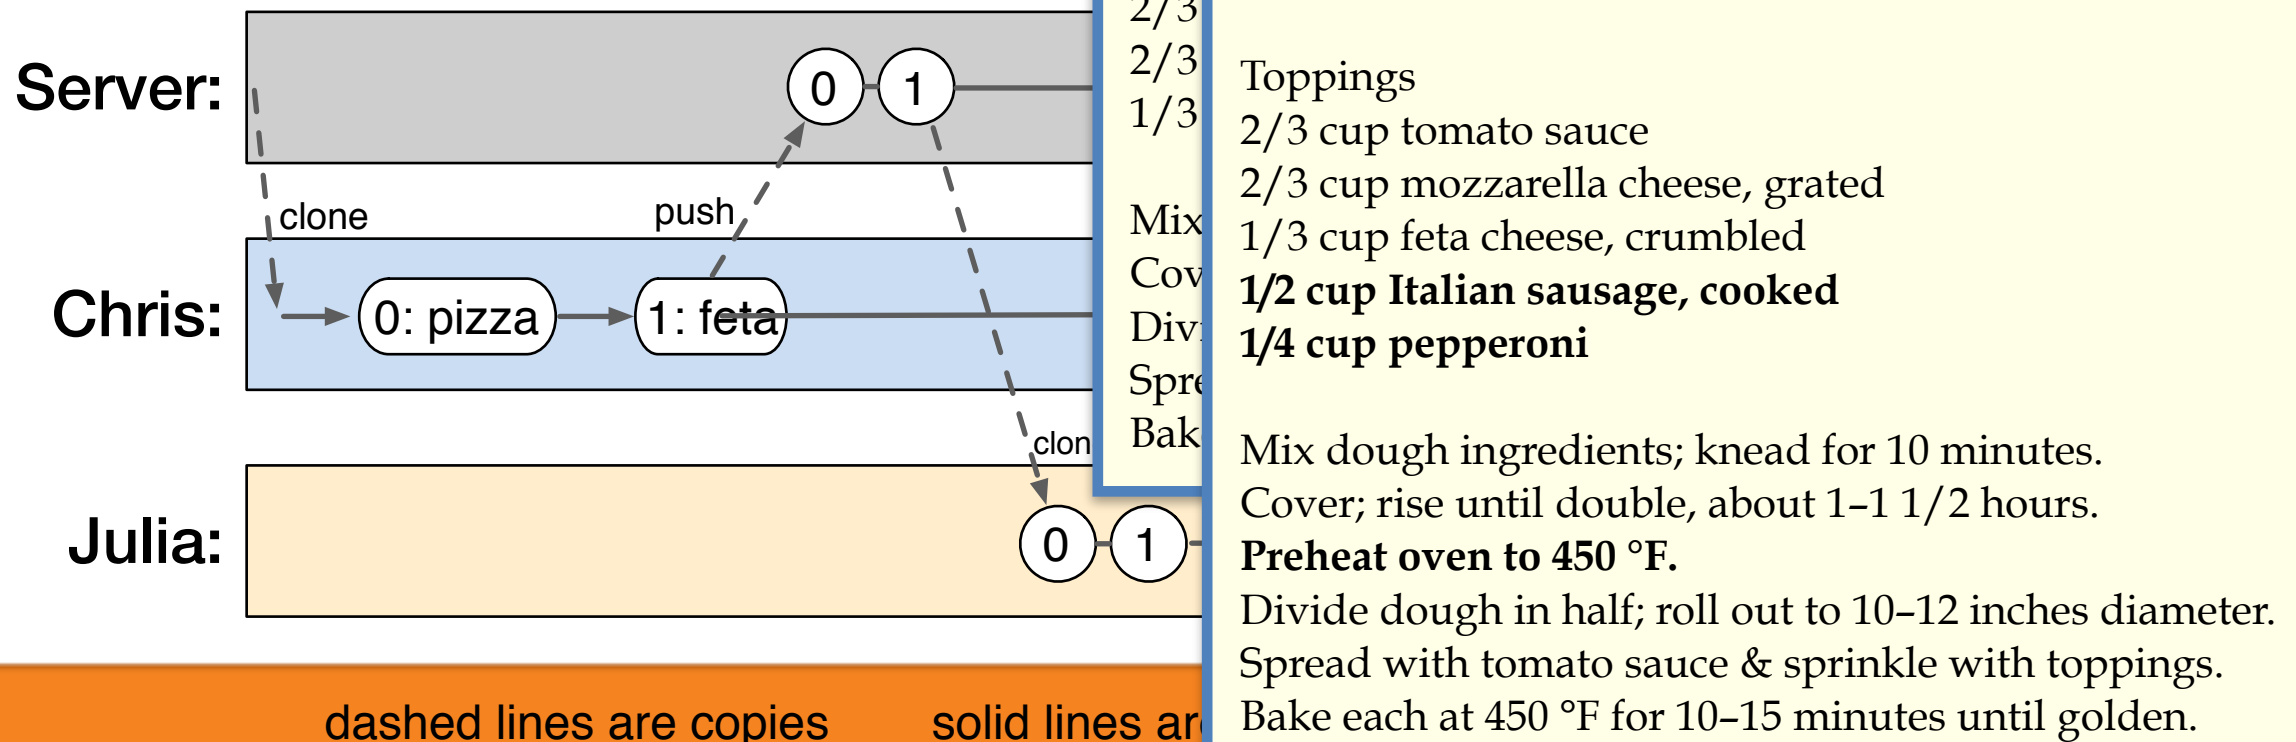 Server:
0
1
clone
push
Chris:
0: pizza
1: feta
Julia:
0
1
dashed lines are copies
solid lines
2/3
2/3
1/3
Mix
Toppings
2/3 cup tomato sauce
2/3 cup mozzarella cheese, grated
1/3 cup feta cheese, crumbled
1/2 cup Italian sausage, cooked
1/4 cup pepperoni
Mix dough ingredients; knead for 10 minutes.
Cover; rise until double, about 1–1 1/2 hours.
Preheat oven to 450 °F.
Divide dough in half; roll out to 10–12 inches diameter.
Spread with tomato sauce & sprinkle with toppings.
Bake each at 450 °F for 10–15 minutes until golden.